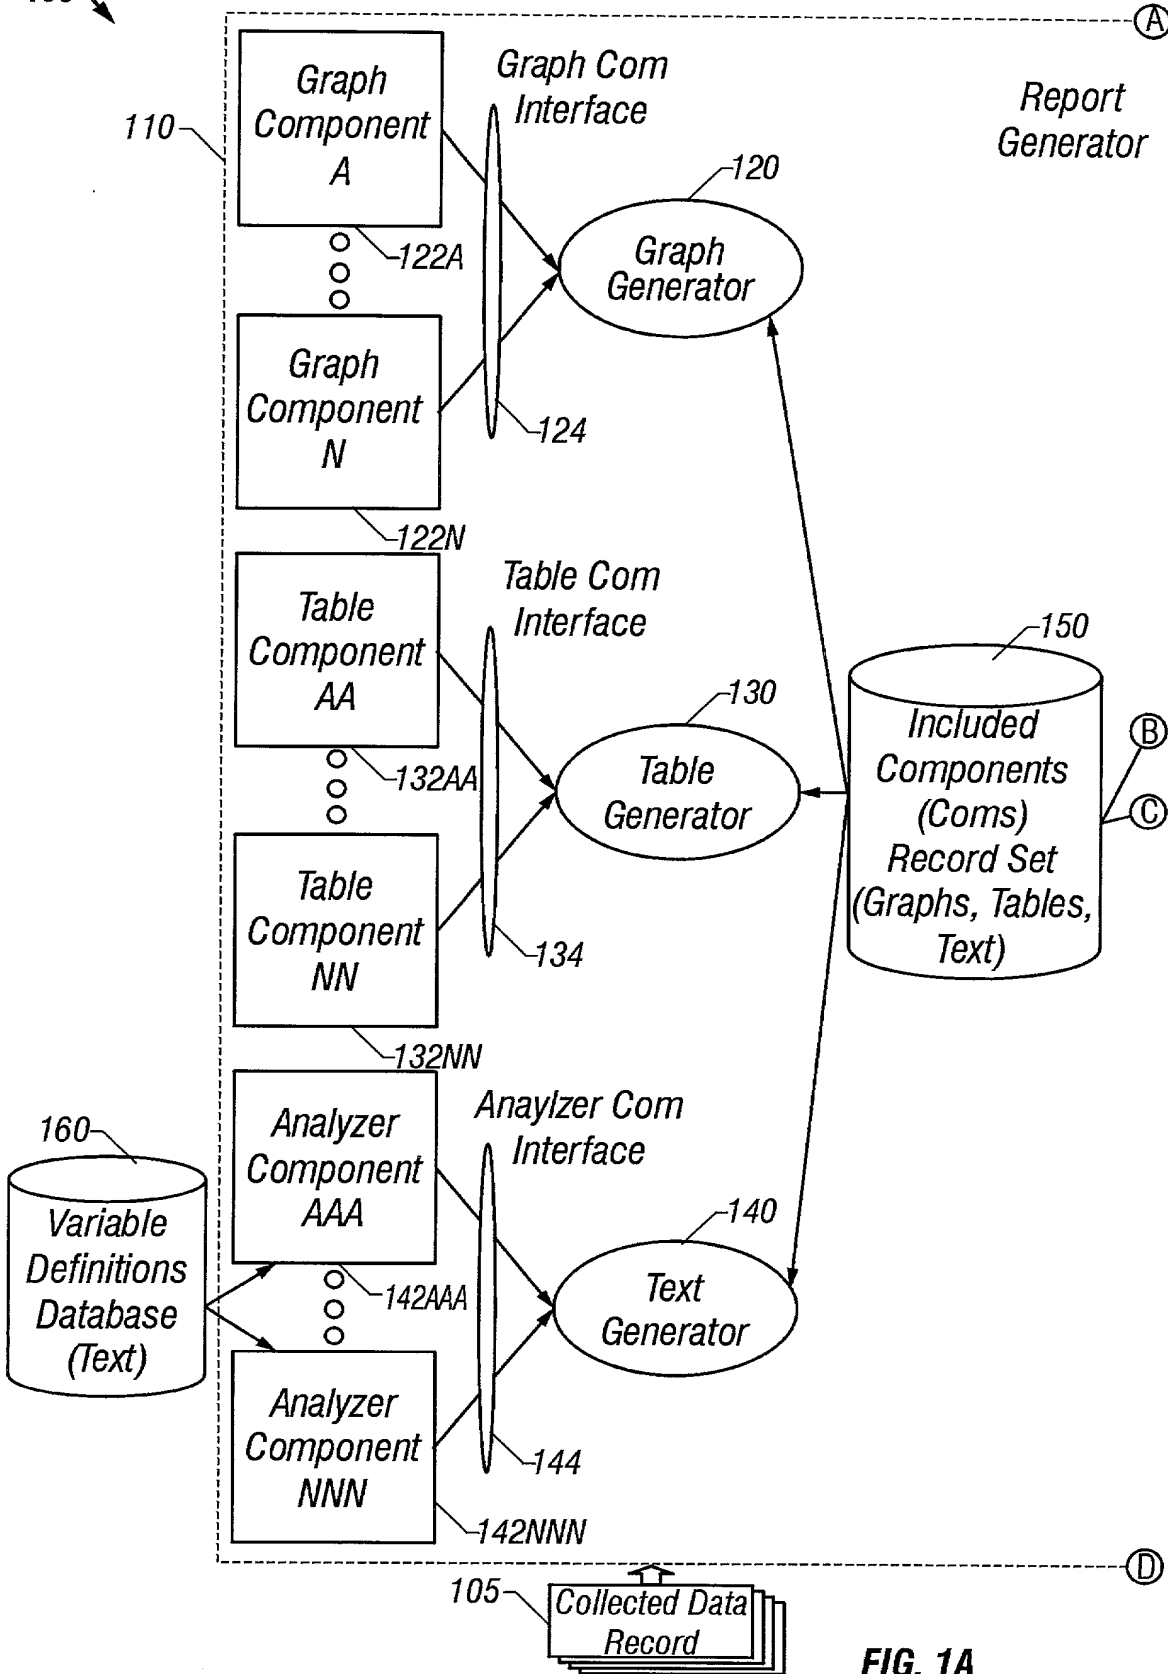 A
Graph
Component
A
Graph Com
Interface
Report
Generator
110
120
122A
Graph
Generator
Graph
Component
N
124
122N
Table
Component
AA
Table Com
Interface
150
130
132AA
Included
Components
(Coms)
Record Set
(Graphs, Tables,
Text)
B
C
Table
Generator
Table
Component
NN
134
132NN
Analyzer
Component
AAA
Anaylzer Com
Interface
160
Variable
Definitions
Database
(Text)
140
142AAA
Text
Generator
Analyzer
Component
NNN
144
142NNN
D
105
Collected Data
Record
FIG. 1A